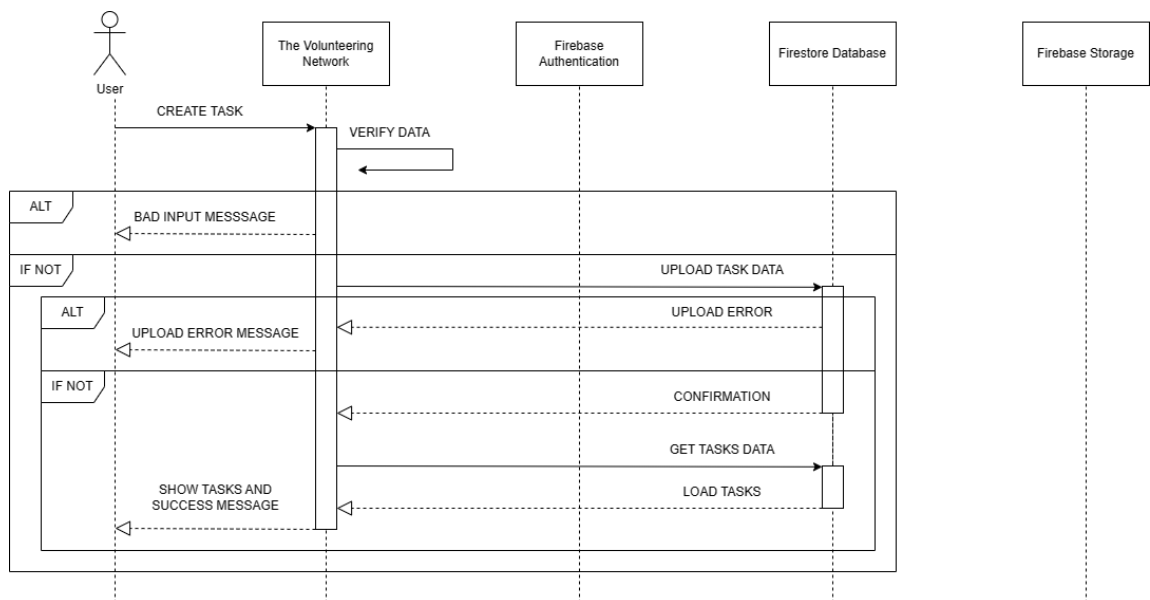 User
The Volunteering
Network
Firebase
Authentication
Firestore Database
Firebase Storage
CREATE TASK
VERIFY DATA
ALT
BAD INPUT MESSSAGE
IF NOT
UPLOAD TASK DATA
ALT
UPLOAD ERROR
UPLOAD ERROR MESSAGE
IF NOT
CONFIRMATION
GET TASKS DATA
SHOW TASKS AND
SUCCESS MESSAGE
LOAD TASKS